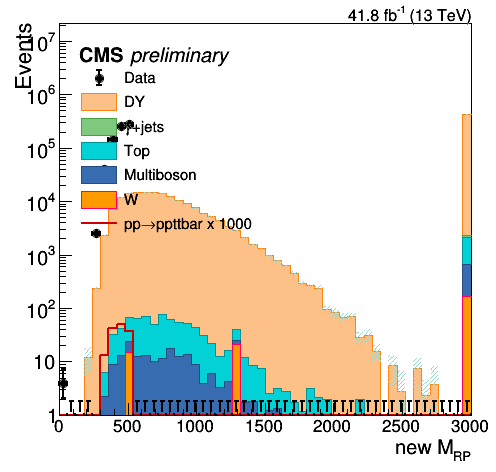 41.8 fb⁻¹ (13 TeV)
Events
CMS preliminary
Data
DY
γ+jets
Top
Multiboson
W
pp→ppttbar x 1000
10⁷
10⁶
10⁵
10⁴
10³
10²
10
1
0 500 1000 1500 2000 2500 3000
new M_RP